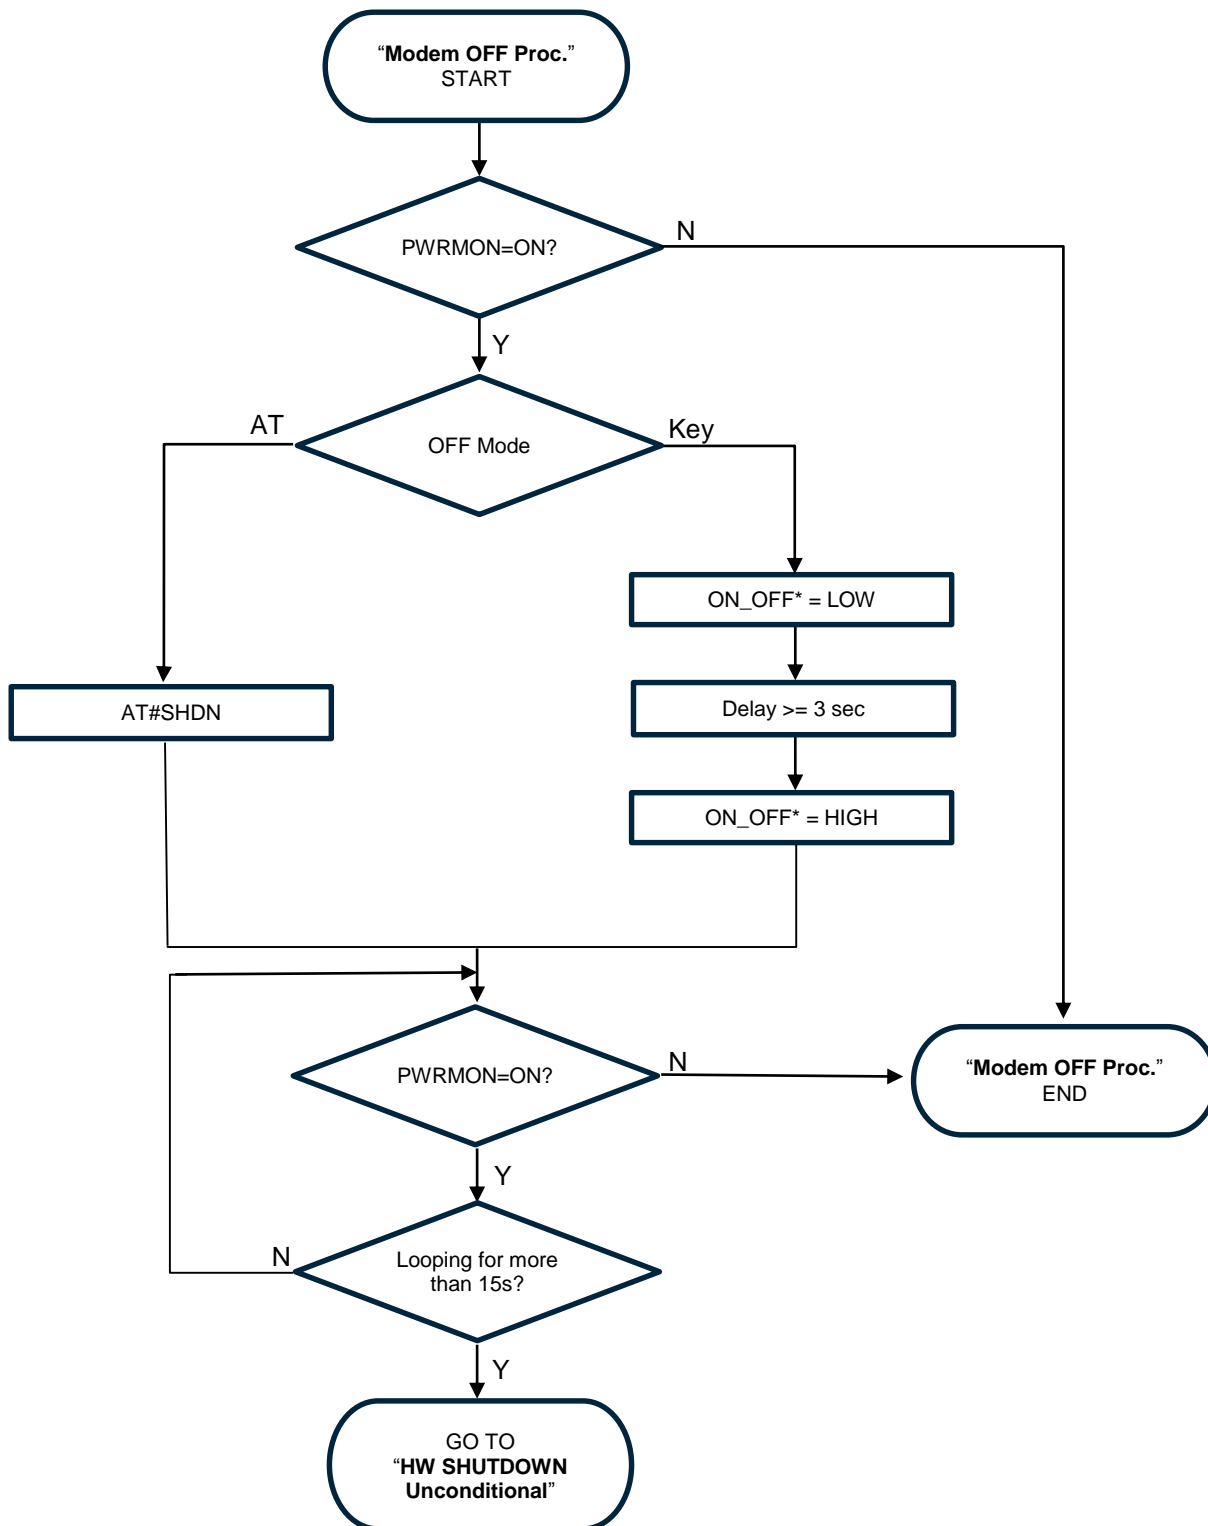 “Modem OFF Proc.”
START
PWRMON=ON?
N
Y
OFF Mode
AT
Key
ON_OFF* = LOW
AT#SHDN
Delay >= 3 sec
ON_OFF* = HIGH
PWRMON=ON?
N
“Modem OFF Proc.”
END
Y
Looping for more
than 15s?
N
Y
GO TO
“HW SHUTDOWN
Unconditional”